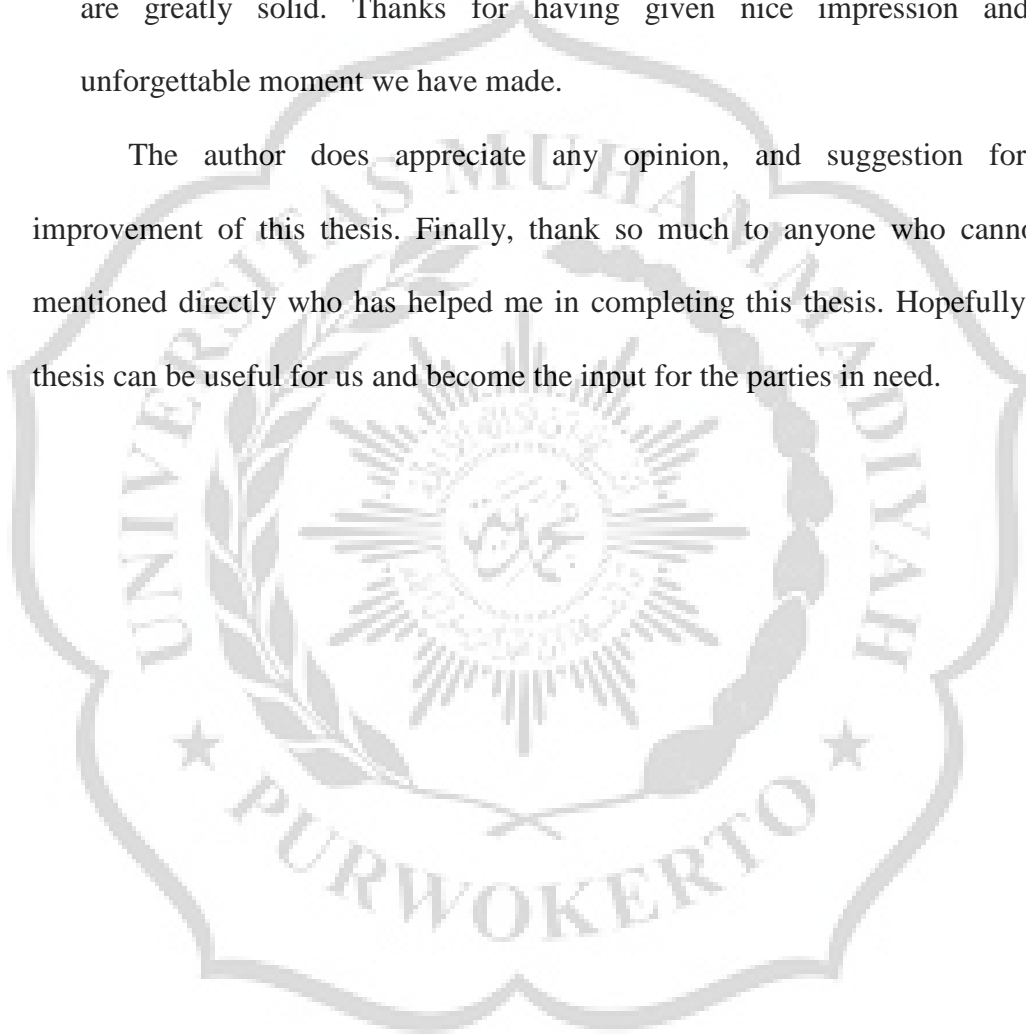 are greatly solid. Thanks for having given nice impression and
unforgettable moment we have made.
The author does appreciate any opinion, and suggestion for
improvement of this thesis. Finally, thank so much to anyone who canno
mentioned directly who has helped me in completing this thesis. Hopefully
thesis can be useful for us and become the input for the parties in need.
UNIVERSITAS MUHAMMADIYAH
PURWOKERTO